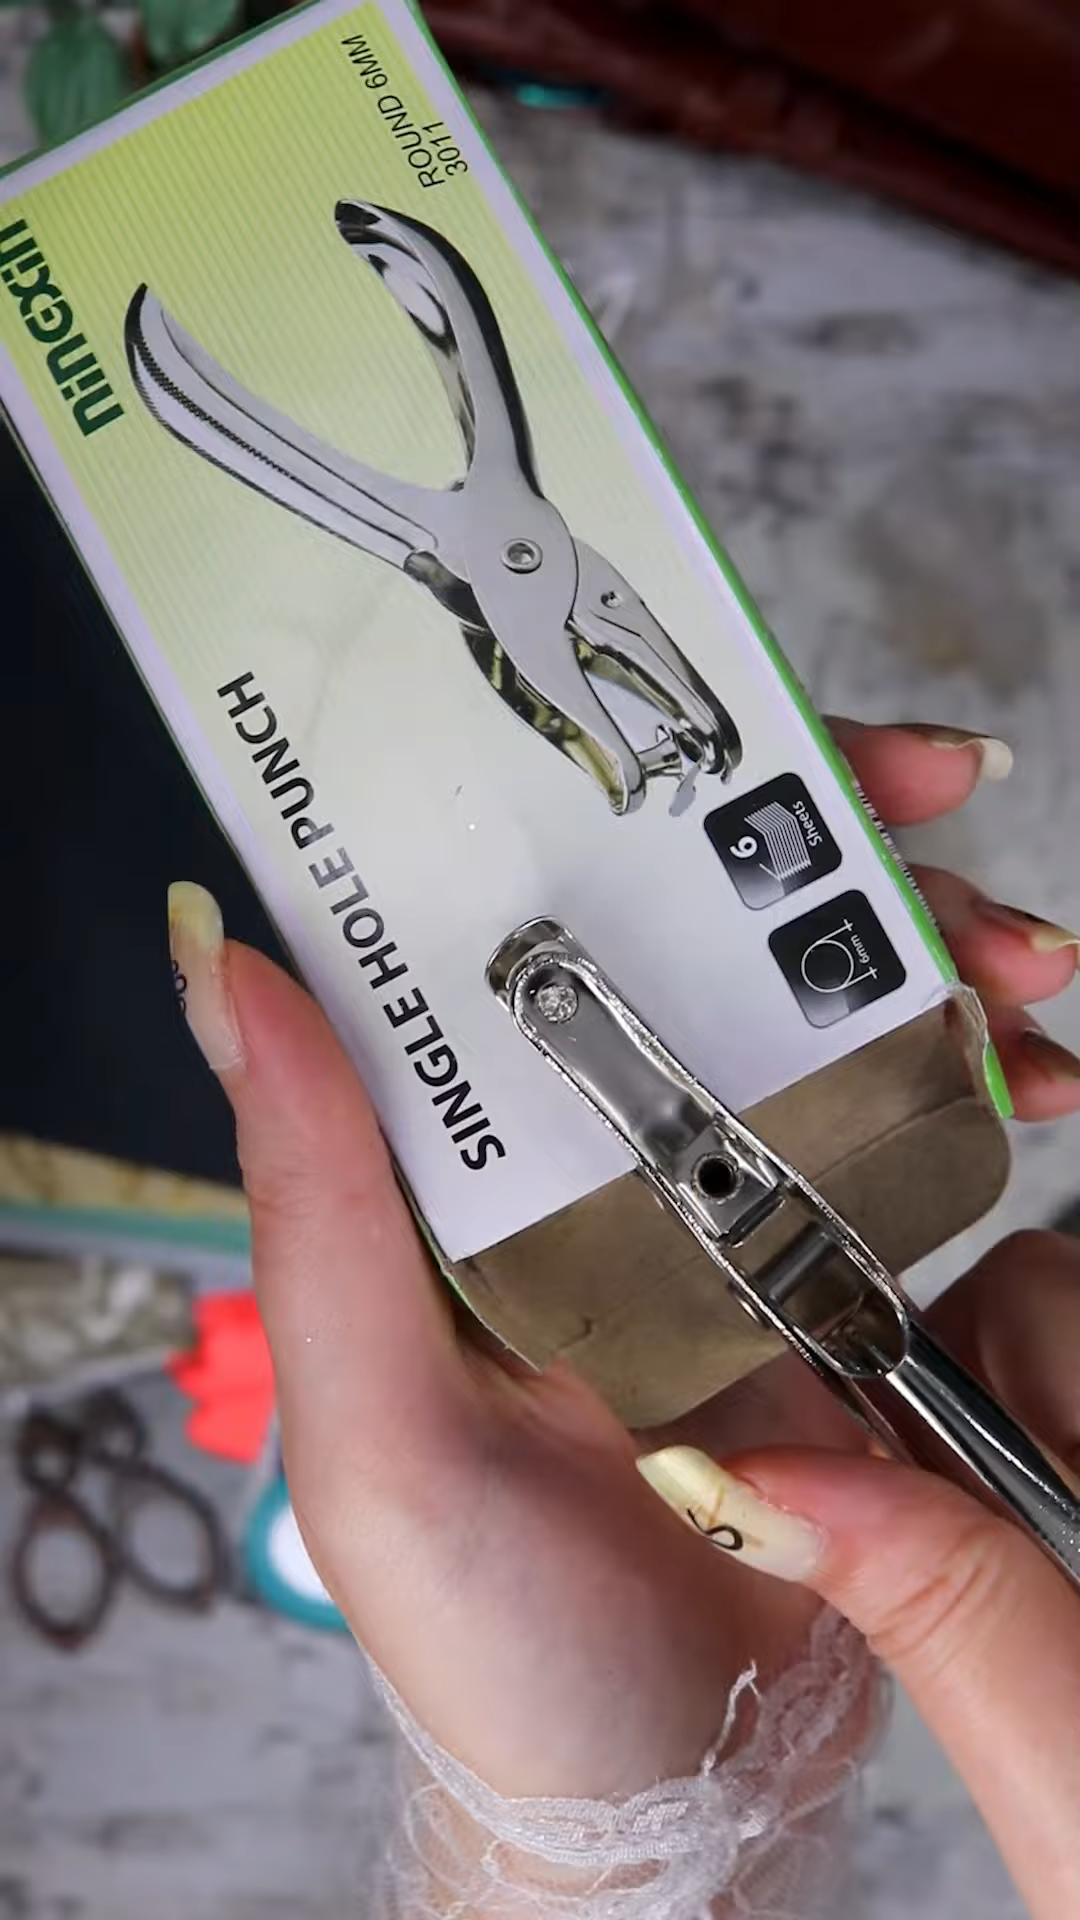 ningxin
ROUND 6MM
3011
SINGLE HOLE PUNCH
6
Sheets
6mm